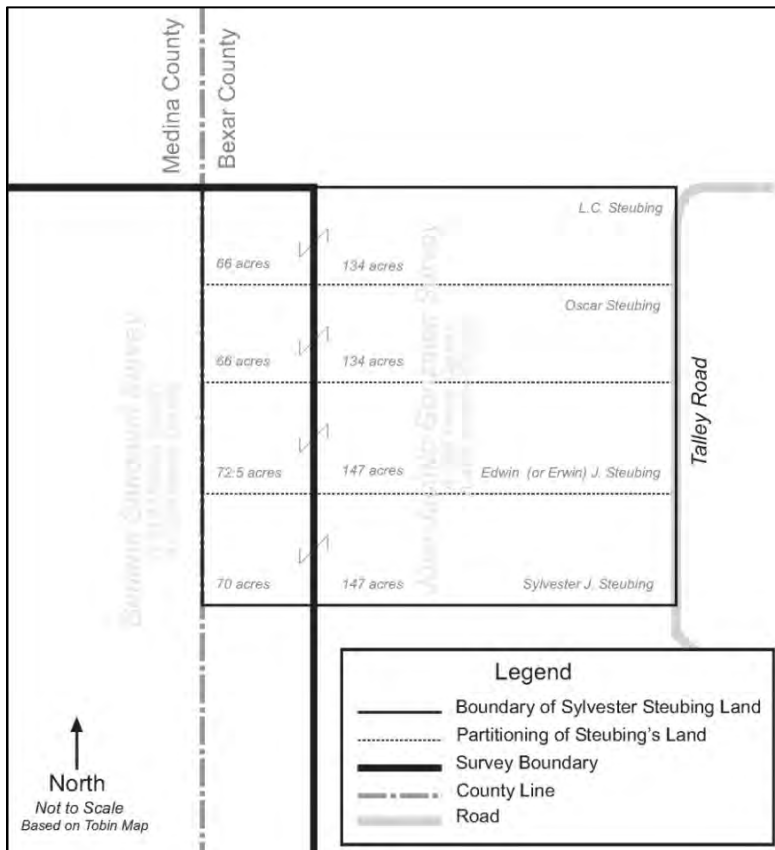 Medina County
Bexar County
L.C. Steubing
66 acres
134 acres
Oscar Steubing
66 acres
134 acres
72.5 acres
147 acres
Edwin (or Erwin) J. Steubing
70 acres
147 acres
Sylvester J. Steubing
Talley Road
Survey
Survey
Legend
Boundary of Sylvester Steubing Land
Partitioning of Steubing's Land
Survey Boundary
County Line
Road
North
Not to Scale
Based on Tobin Map